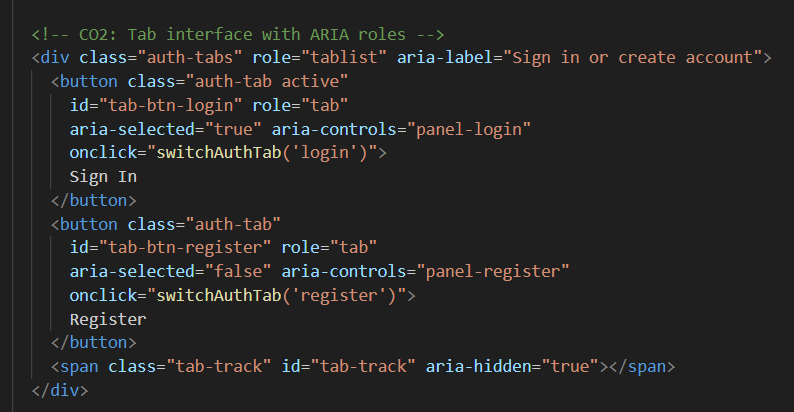 <!-- CO2: Tab interface with ARIA roles -->
<div class="auth-tabs" role="tablist" aria-label="Sign in or create account">
<button class="auth-tab active"
id="tab-btn-login" role="tab"
aria-selected="true" aria-controls="panel-login"
onclick="switchAuthTab('login')">
Sign In
</button>
<button class="auth-tab"
id="tab-btn-register" role="tab"
aria-selected="false" aria-controls="panel-register"
onclick="switchAuthTab('register')">
Register
</button>
<span class="tab-track" id="tab-track" aria-hidden="true"></span>
</div>